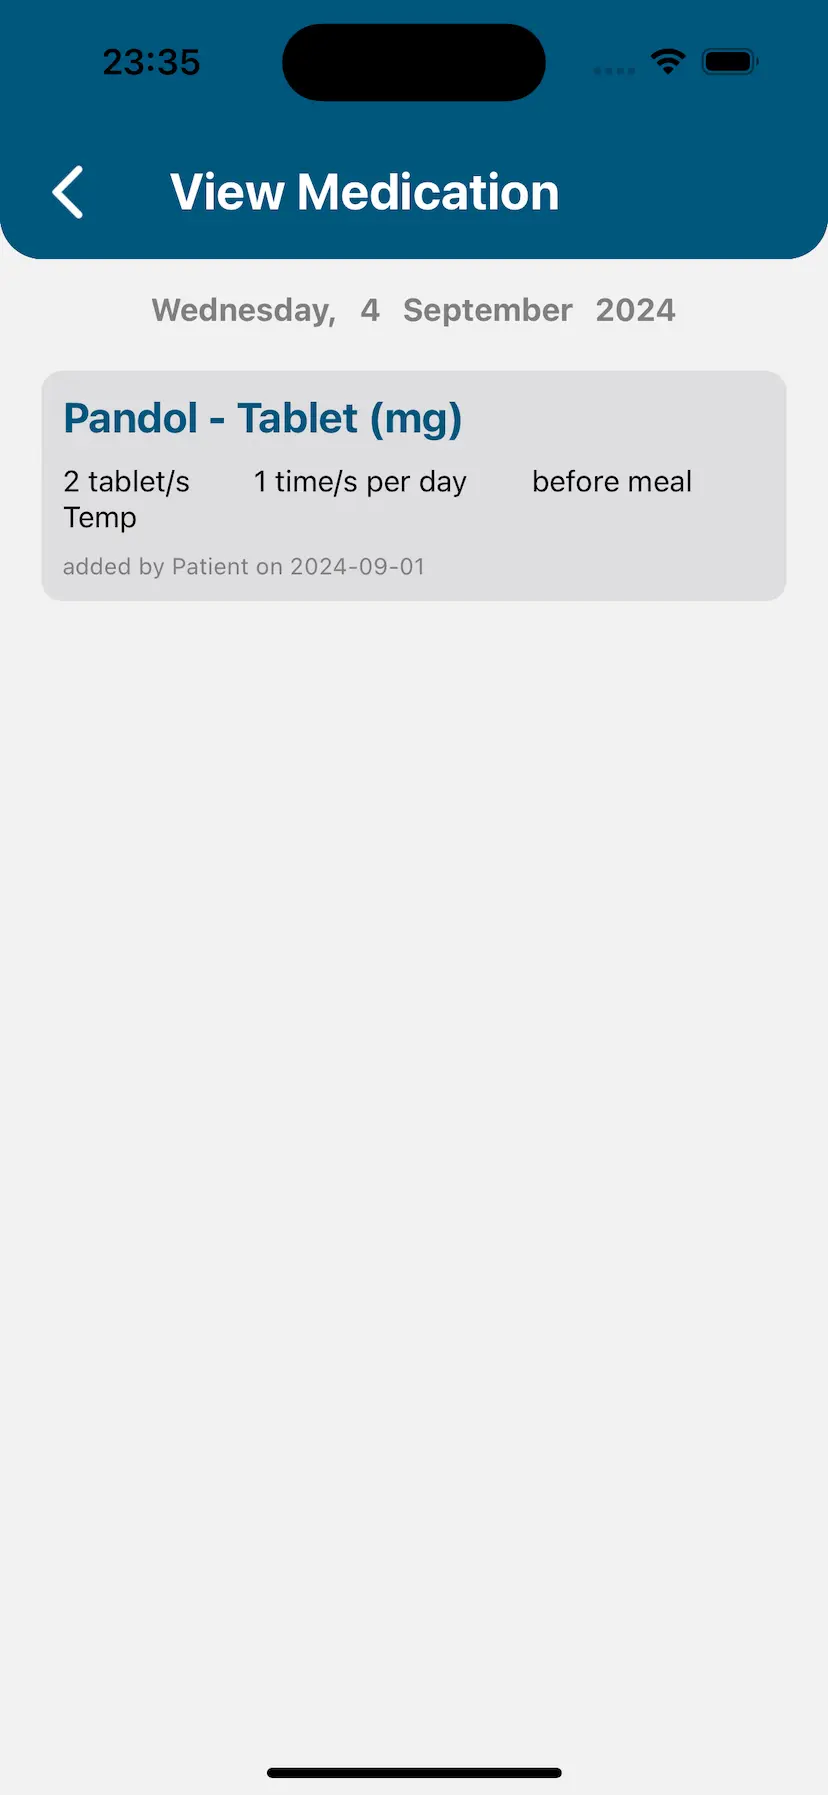 23:35
View Medication
Wednesday, 4 September 2024
Pandol - Tablet (mg)
2 tablet/s 1 time/s per day before meal
Temp
added by Patient on 2024-09-01